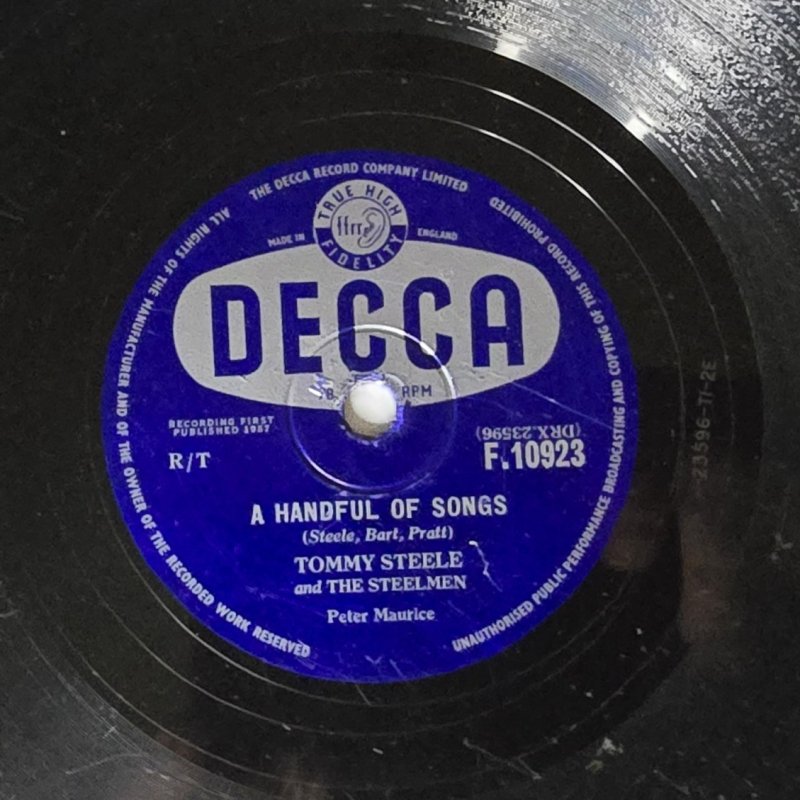 THE DECCA RECORD COMPANY LIMITED
TRUE HIGH
ffrr
FIDELITY
MADE IN ENGLAND
DECCA
RPM
RECORDING FIRST
PUBLISHED 1957
(DRX.23596)
R/T
F.10923
A HANDFUL OF SONGS
(Steele, Bart, Pratt)
TOMMY STEELE
and THE STEELMEN
Peter Maurice
ALL RIGHTS OF THE MANUFACTURER AND OF THE OWNER OF THE RECORDED WORK RESERVED
UNAUTHORISED PUBLIC PERFORMANCE BROADCASTING AND COPYING OF THIS RECORD PROHIBITED
23596-T1-2E